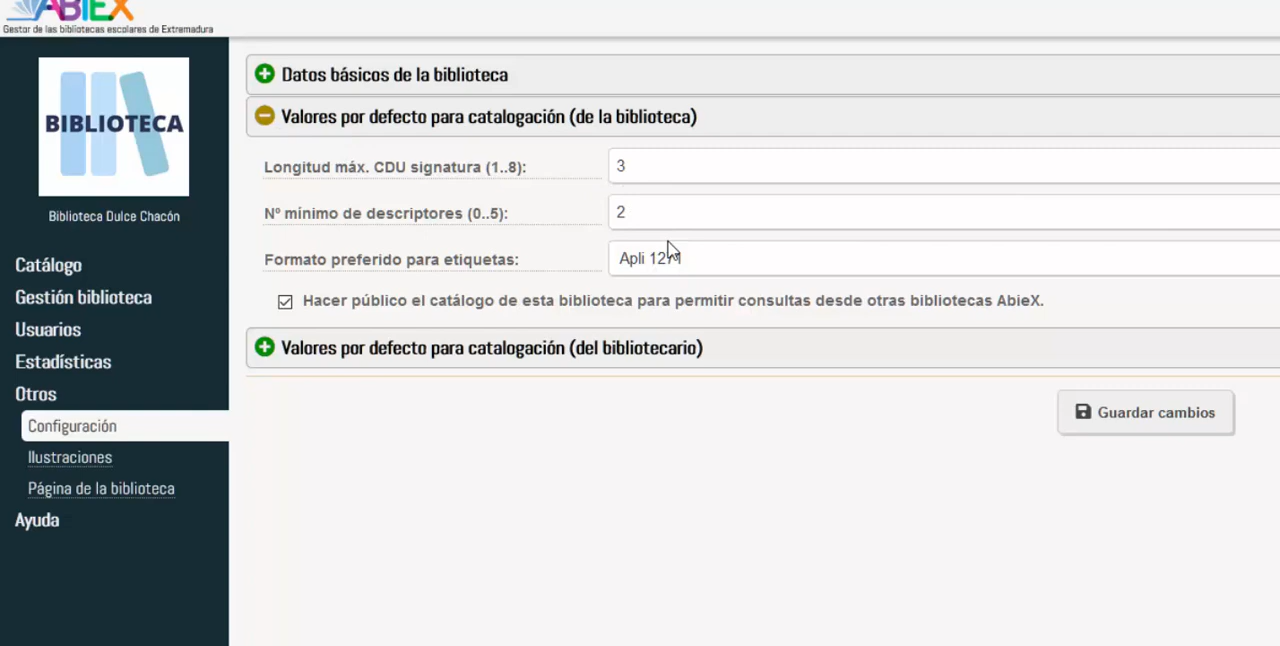 ABIEX
Gestor de las bibliotecas escolares de Extremadura
BIBLIOTECA
Biblioteca Dulce Chacón
Catálogo
Gestión biblioteca
Usuarios
Estadísticas
Otros
Configuración
Ilustraciones
Página de la biblioteca
Ayuda
Datos básicos de la biblioteca
Valores por defecto para catalogación (de la biblioteca)
Longitud máx. CDU signatura (1..8): 3
Nº mínimo de descriptores (0..5): 2
Formato preferido para etiquetas: Apli
Hacer público el catálogo de esta biblioteca para permitir consultas desde otras bibliotecas AbieX.
Valores por defecto para catalogación (del bibliotecario)
Guardar cambios